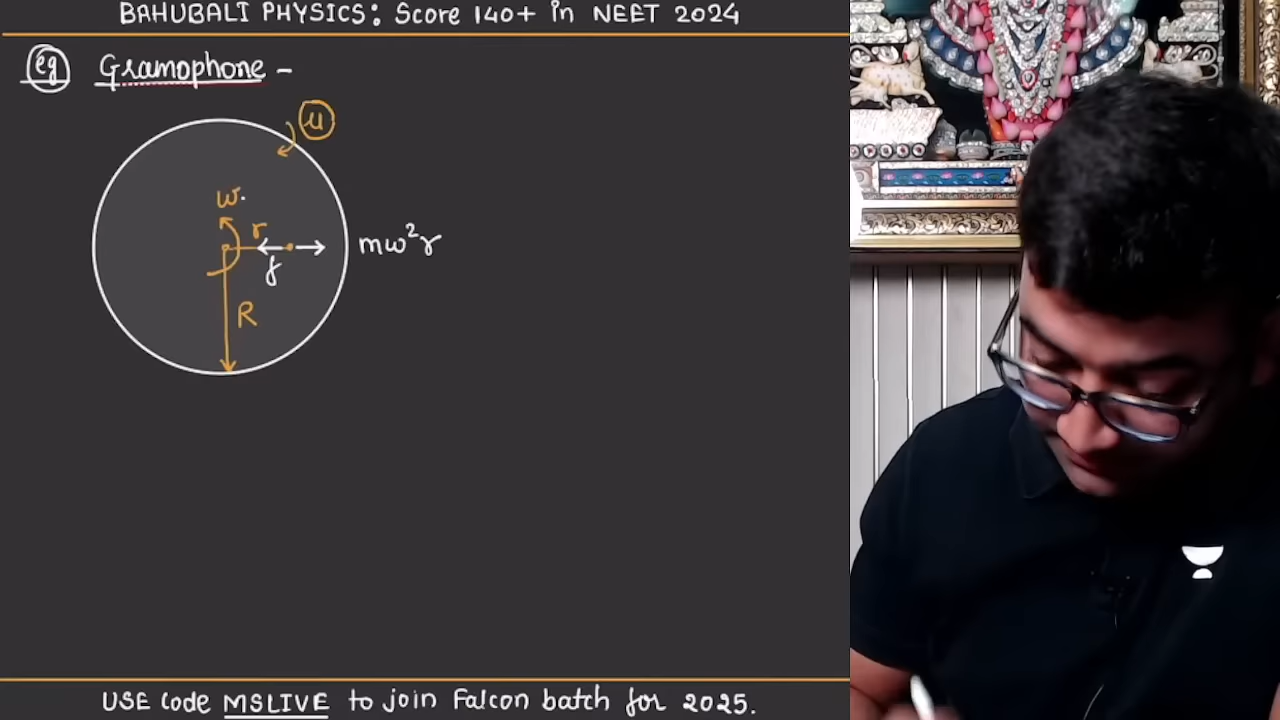 BAHUBALI PHYSICS: Score 140+ in NEET 2024
eg Gramophone -
μ
ω.
r
f
mω²r
R
USE Code MSLIVE to join Falcon batch for 2025.